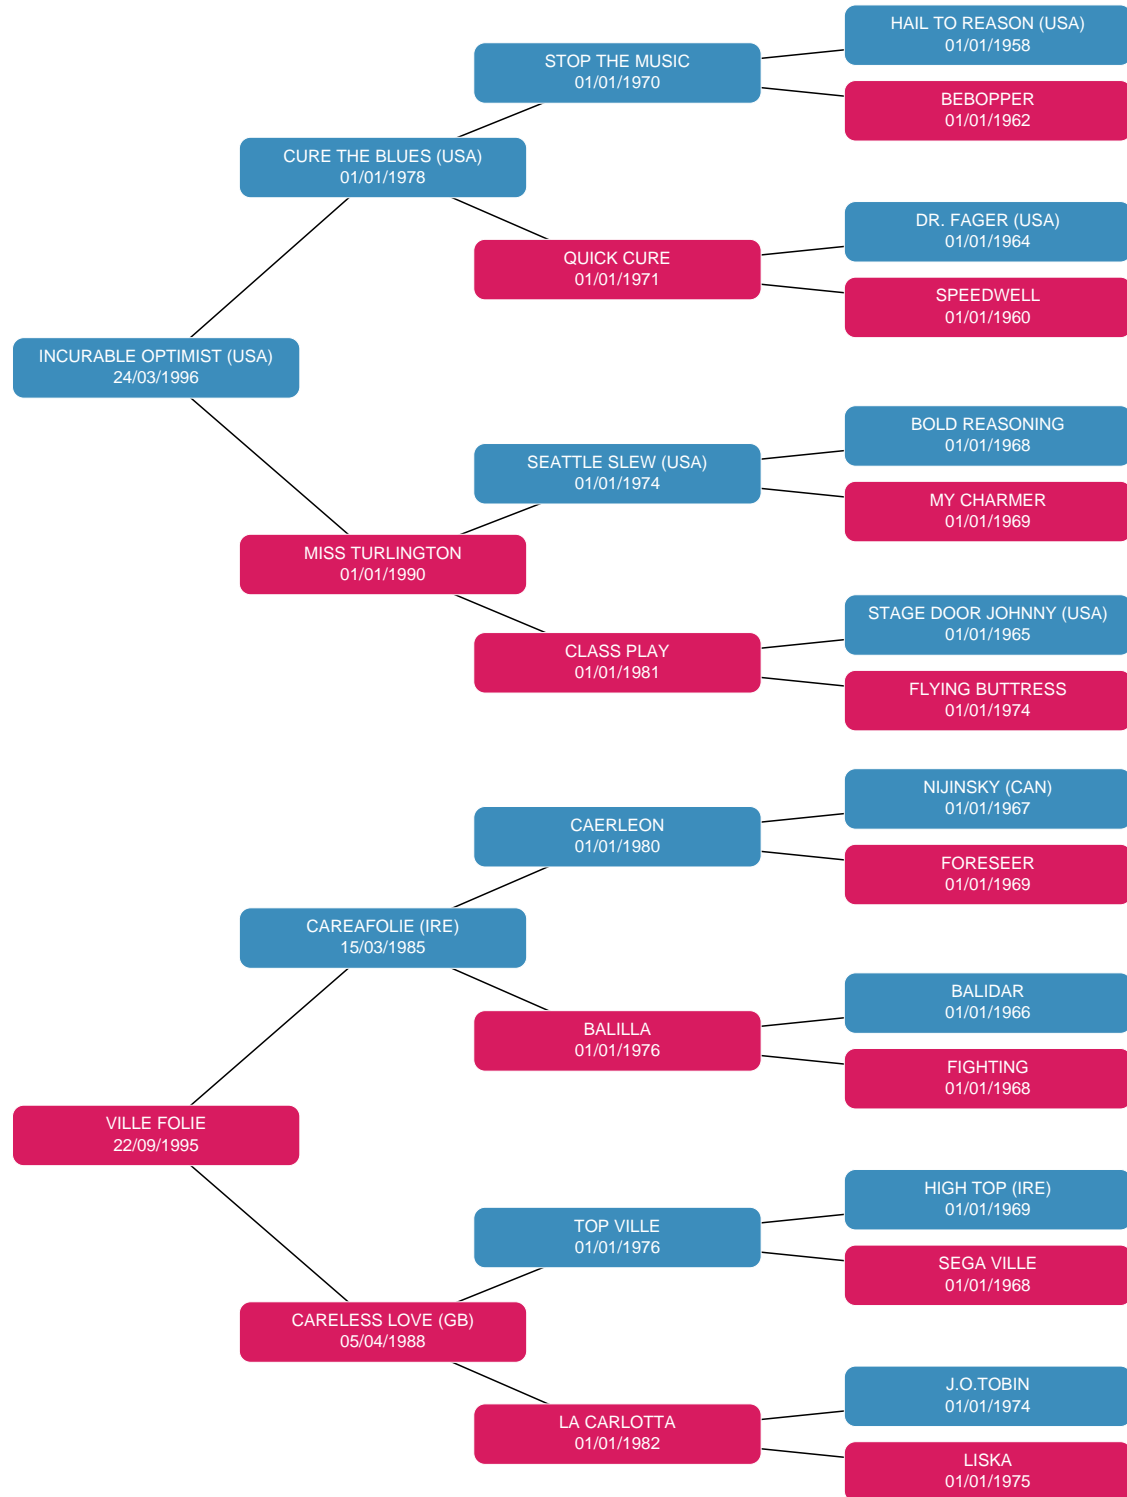 HAIL TO REASON (USA)
01/01/1958
STOP THE MUSIC
01/01/1970
BEBOPPER
01/01/1962
CURE THE BLUES (USA)
01/01/1978
DR. FAGER (USA)
01/01/1964
QUICK CURE
01/01/1971
SPEEDWELL
01/01/1960
INCURABLE OPTIMIST (USA)
24/03/1996
BOLD REASONING
01/01/1968
SEATTLE SLEW (USA)
01/01/1974
MY CHARMER
01/01/1969
MISS TURLINGTON
01/01/1990
STAGE DOOR JOHNNY (USA)
01/01/1965
CLASS PLAY
01/01/1981
FLYING BUTTRESS
01/01/1974
NIJINSKY (CAN)
01/01/1967
CAERLEON
01/01/1980
FORESEER
01/01/1969
CAREAFOLIE (IRE)
15/03/1985
BALIDAR
01/01/1966
BALILLA
01/01/1976
FIGHTING
01/01/1968
VILLE FOLIE
22/09/1995
HIGH TOP (IRE)
01/01/1969
TOP VILLE
01/01/1976
SEGA VILLE
01/01/1968
CARELESS LOVE (GB)
05/04/1988
J.O.TOBIN
01/01/1974
LA CARLOTTA
01/01/1982
LISKA
01/01/1975